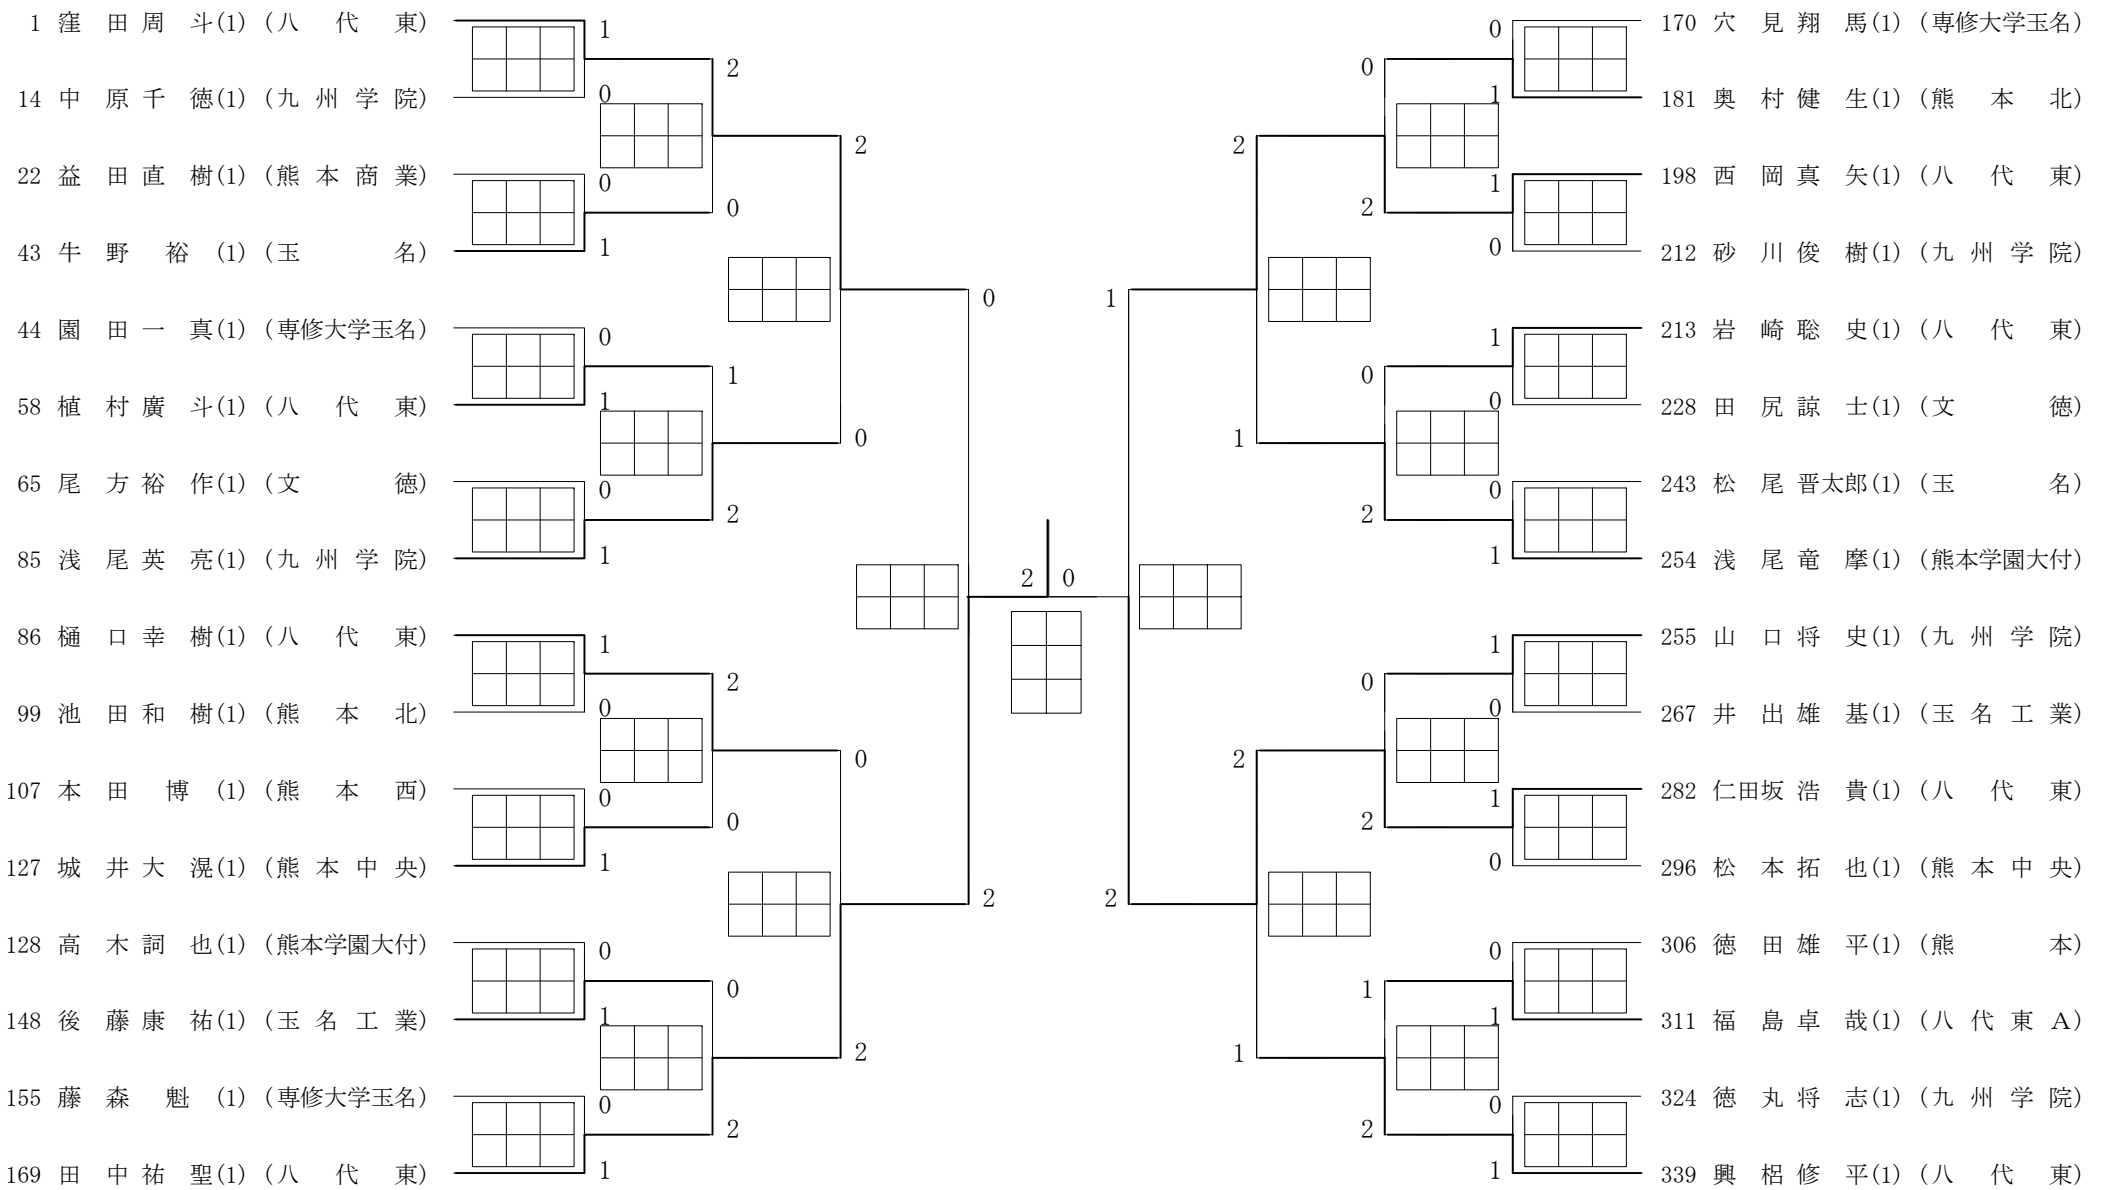 1 窪田周斗(1) (八代東)
14 中原千徳(1) (九州学院)
22 益田直樹(1) (熊本商業)
43 牛野裕(1) (玉名)
44 園田一真(1) (専修大学玉名)
58 植村廣斗(1) (八代東)
65 尾方裕作(1) (文徳)
85 浅尾英亮(1) (九州学院)
86 樋口幸樹(1) (八代東)
99 池田和樹(1) (熊本北)
107 本田博(1) (熊本西)
127 城井大滉(1) (熊本中央)
128 高木詞也(1) (熊本学園大付)
148 後藤康祐(1) (玉名工業)
155 藤森魁(1) (専修大学玉名)
169 田中祐聖(1) (八代東)
1
0
0
1
0
1
0
1
1
0
0
1
0
1
0
1
2
0
1
2
2
0
0
2
2
0
0
2
0
2
2 0
1
2
2
1
2
1
0
2
0
2
0
2
1
2
0
1
1
0
1
0
0
1
1
0
1
0
0
1
0
1
170 穴見翔馬(1) (専修大学玉名)
181 奥村健生(1) (熊本北)
198 西岡真矢(1) (八代東)
212 砂川俊樹(1) (九州学院)
213 岩崎聡史(1) (八代東)
228 田尻諒士(1) (文徳)
243 松尾晋太郎(1) (玉名)
254 浅尾竜摩(1) (熊本学園大付)
255 山口将史(1) (九州学院)
267 井出雄基(1) (玉名工業)
282 仁田坂浩貴(1) (八代東)
296 松本拓也(1) (熊本中央)
306 徳田雄平(1) (熊本)
311 福島卓哉(1) (八代東A)
324 徳丸将志(1) (九州学院)
339 興梠修平(1) (八代東)